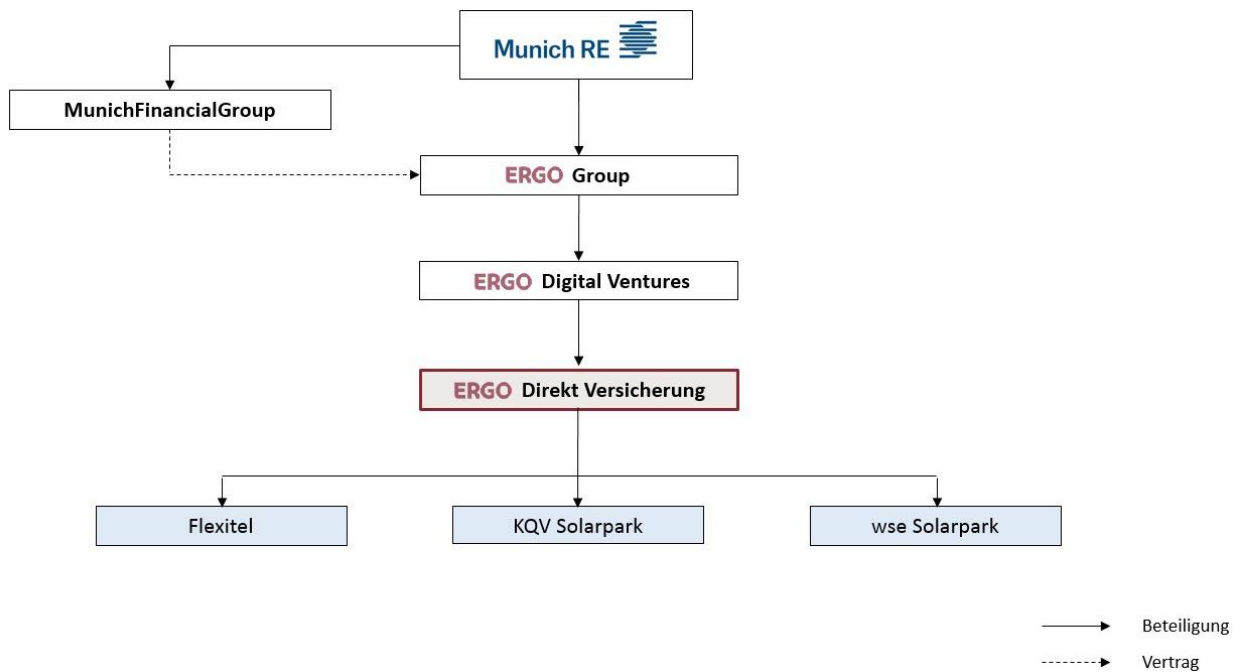 Munich RE
MunichFinancialGroup
ERGO Group
ERGO Digital Ventures
ERGO Direkt Versicherung
Flexitel
KQV Solarpark
wse Solarpark
Beteiligung
Vertrag